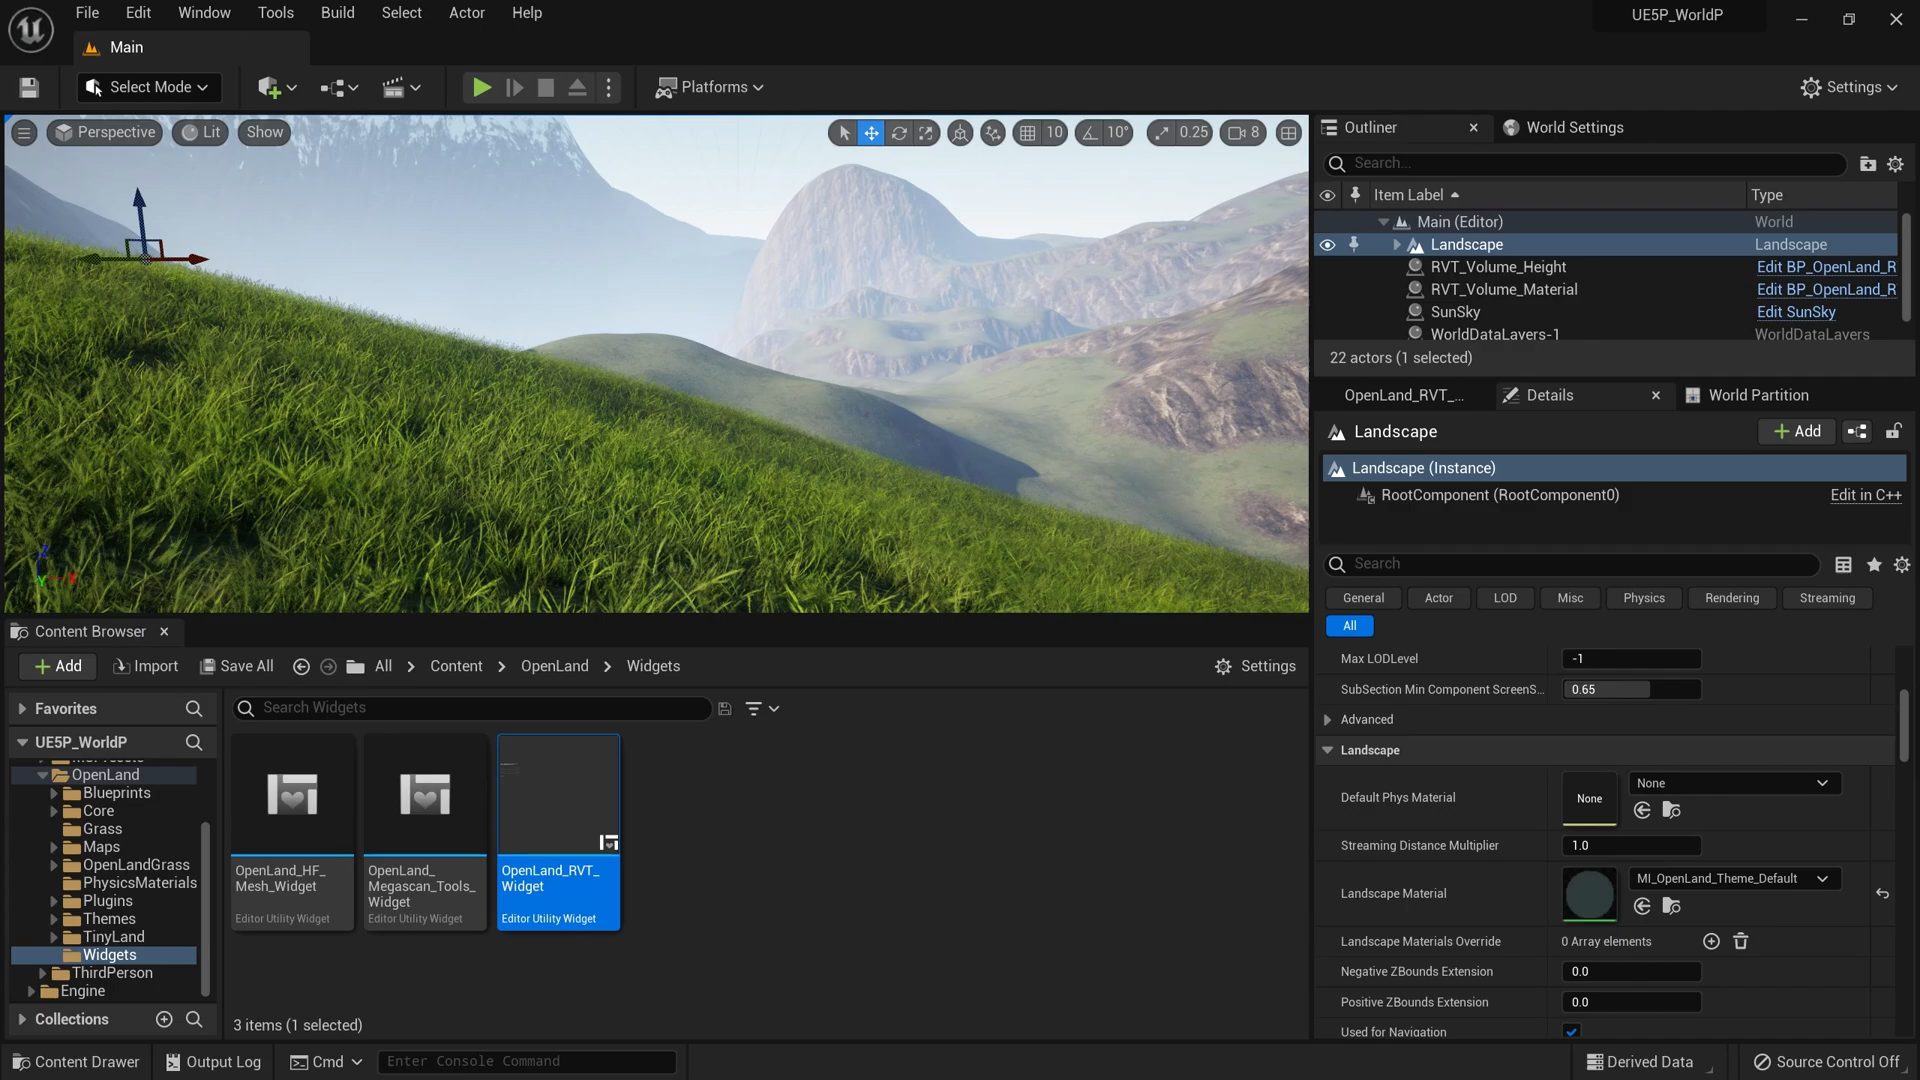 File Edit Window Tools Build Select Actor Help
UE5P_WorldP
Main
Select Mode
Platforms
Settings
Perspective
Lit
Show
10
10°
0.25
8
Outliner
World Settings
Search...
Item Label
Type
Main (Editor)
World
Landscape
Landscape
RVT_Volume_Height
Edit BP_OpenLand_R
RVT_Volume_Material
Edit BP_OpenLand_R
SunSky
Edit SunSky
WorldDataLayers-1
WorldDataLayers
22 actors (1 selected)
OpenLand_RVT_...
Details
World Partition
Landscape
Add
Landscape (Instance)
RootComponent (RootComponent0)
Edit in C++
Search
General
Actor
LOD
Misc
Physics
Rendering
Streaming
All
Max LODLevel
-1
SubSection Min Component ScreenS...
0.65
Advanced
Landscape
Default Phys Material
None
None
Streaming Distance Multiplier
1.0
Landscape Material
MI_OpenLand_Theme_Default
Landscape Materials Override
0 Array elements
Negative ZBounds Extension
0.0
Positive ZBounds Extension
0.0
Used for Navigation
Z
Y
X
Content Browser
Add
Import
Save All
All
Content
OpenLand
Widgets
Settings
Favorites
Search Widgets
UE5P_WorldP
OpenLand
Blueprints
Core
Grass
Maps
OpenLandGrass
PhysicsMaterials
Plugins
Themes
TinyLand
Widgets
ThirdPerson
Engine
Collections
OpenLand_HF_
Mesh_Widget
Editor Utility Widget
OpenLand_
Megascan_Tools_
Widget
Editor Utility Widget
OpenLand_RVT_
Widget
Editor Utility Widget
3 items (1 selected)
Content Drawer
Output Log
Cmd
Enter Console Command
Derived Data
Source Control Off